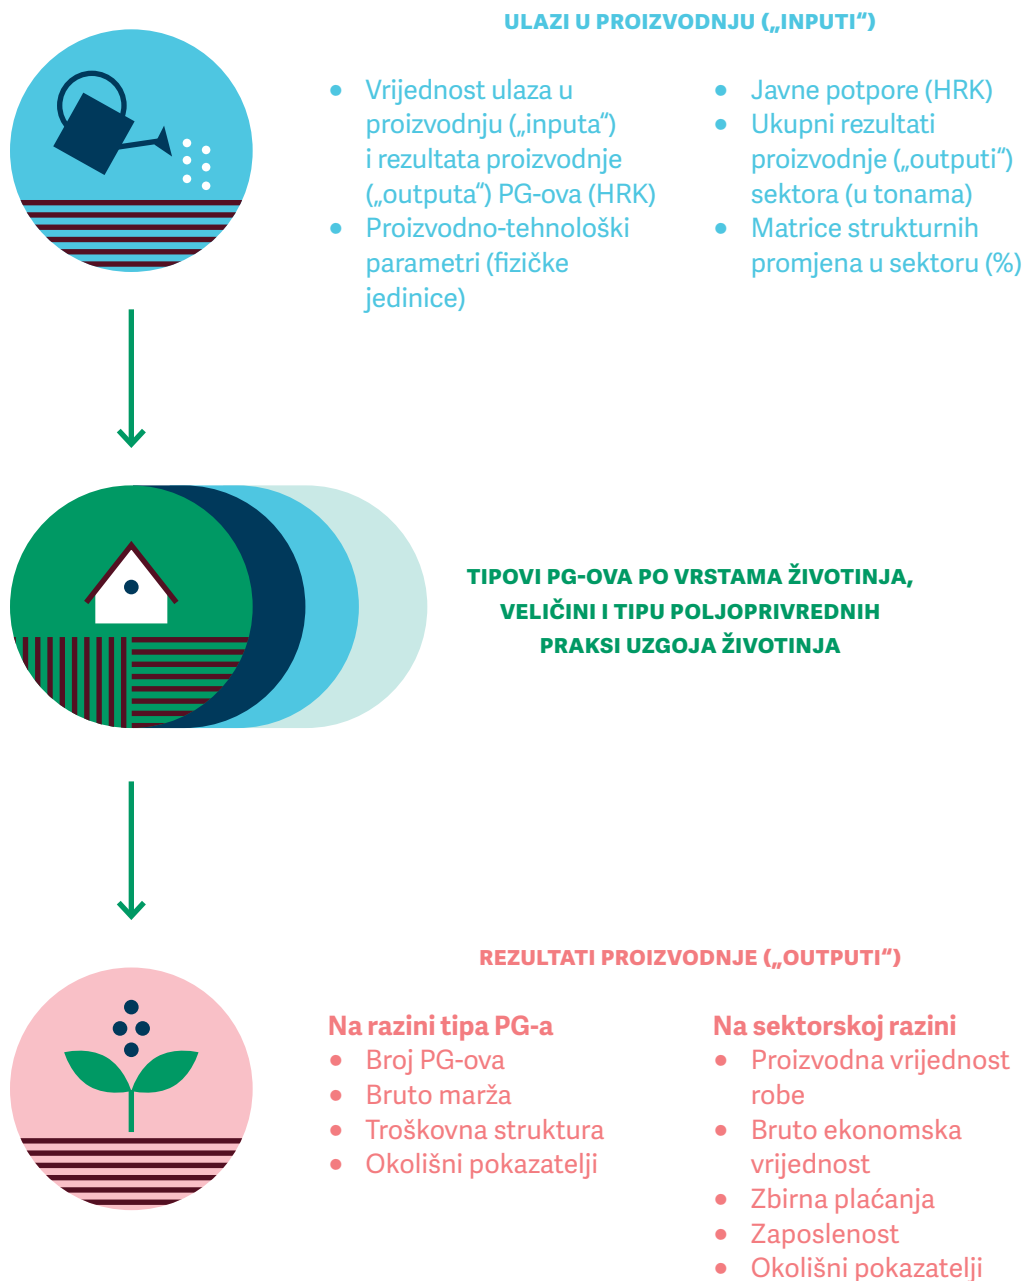 ULAZI U PROIZVODNJU („INPUTI“)
• Vrijednost ulaza u
proizvodnju („inputa“)
i rezultata proizvodnje
(„outputa“) PG-ova (HRK)
• Proizvodno-tehnološki
parametri (fizičke
jedinice)
• Javne potpore (HRK)
• Ukupni rezultati
proizvodnje („outputi“)
sektora (u tonama)
• Matrice strukturnih
promjena u sektoru (%)
TIPOVI PG-OVA PO VRSTAMA ŽIVOTINJA,
VELIČINI I TIPU POLJOPRIVREDNIH
PRAKSI UZGOJA ŽIVOTINJA
REZULTATI PROIZVODNJE („OUTPUTI“)
Na razini tipa PG-a
• Broj PG-ova
• Bruto marža
• Troškovna struktura
• Okolišni pokazatelji
Na sektorskoj razini
• Proizvodna vrijednost
robe
• Bruto ekonomska
vrijednost
• Zbirna plaćanja
• Zaposlenost
• Okolišni pokazatelji